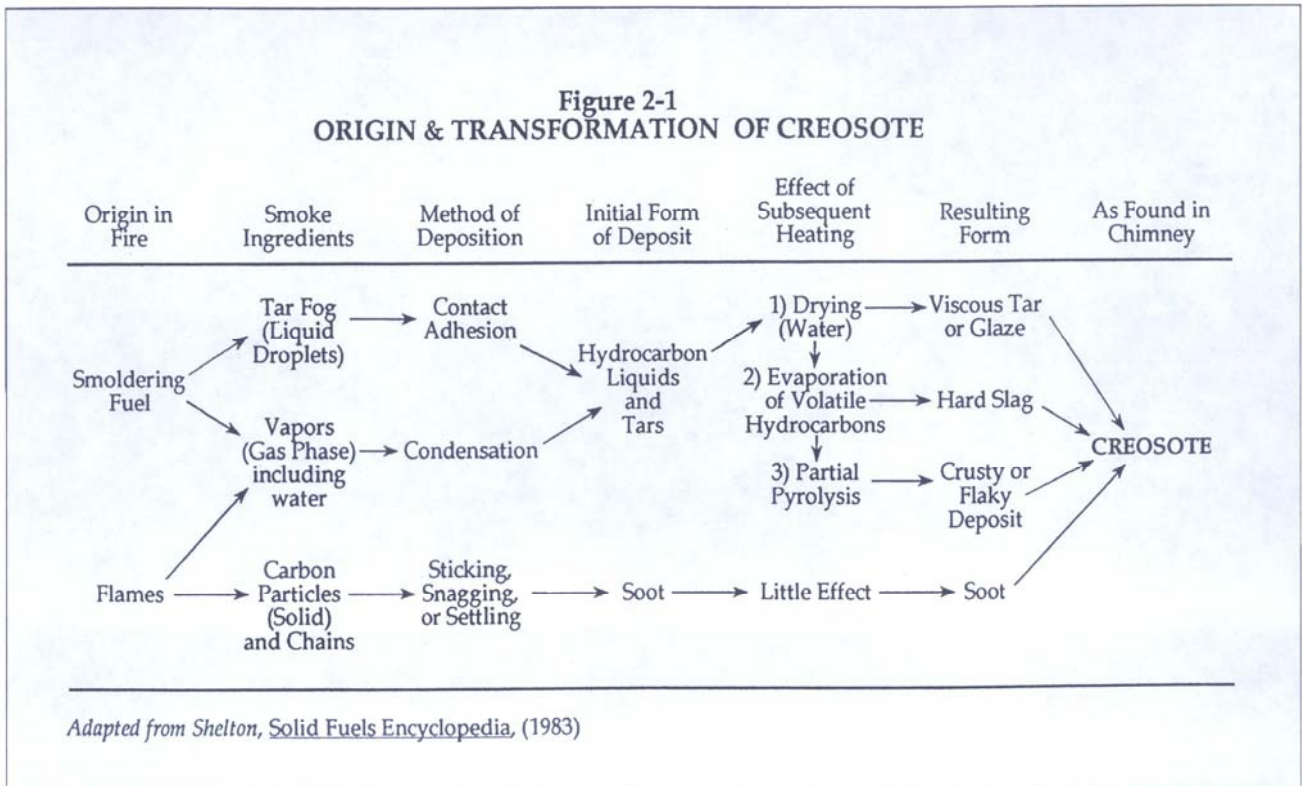 Figure 2-1
ORIGIN & TRANSFORMATION OF CREOSOTE
Origin in
Fire
Smoke
Ingredients
Method of
Deposition
Initial Form
of Deposit
Effect of
Subsequent
Heating
Resulting
Form
As Found in
Chimney
Smoldering
Fuel
Tar Fog
(Liquid
Droplets)
Contact
Adhesion
Vapors
(Gas Phase)
including
water
Condensation
Hydrocarbon
Liquids
and
Tars
1) Drying
(Water)
Viscous Tar
or Glaze
2) Evaporation
of Volatile
Hydrocarbons
Hard Slag
3) Partial
Pyrolysis
Crusty or
Flaky
Deposit
CREOSOTE
Flames
Carbon
Particles
(Solid)
and Chains
Sticking,
Snagging,
or Settling
Soot
Little Effect
Soot
Adapted from Shelton, Solid Fuels Encyclopedia, (1983)